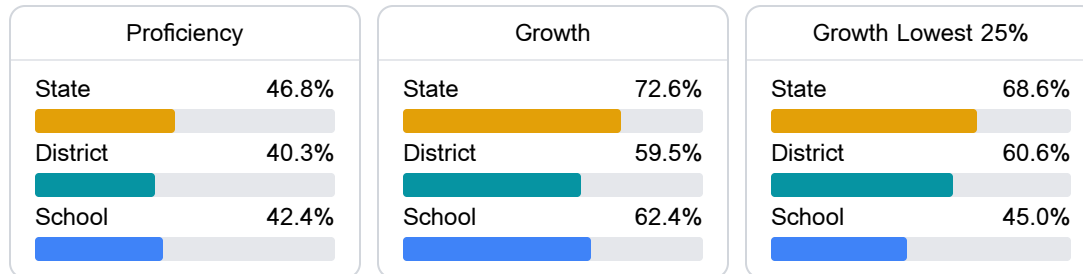 Proficiency
State 46.8%
District 40.3%
School 42.4%
Growth
State 72.6%
District 59.5%
School 62.4%
Growth Lowest 25%
State 68.6%
District 60.6%
School 45.0%